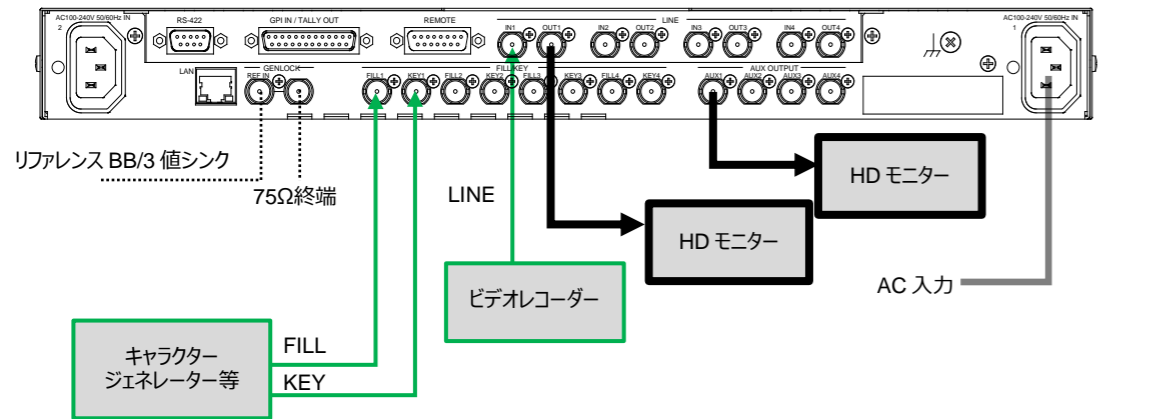 AC100-240V 50/60Hz IN
2
RS-422
GPI IN / TALLY OUT
REMOTE
LINE
IN1 OUT1 IN2 OUT2 IN3 OUT3 IN4 OUT4
AC100-240V 50/60Hz IN
1
LAN
GENLOCK
REF IN
FILL/KEY
FILL1 KEY1 FILL2 KEY2 FILL3 KEY3 FILL4 KEY4
AUX OUTPUT
AUX1 AUX2 AUX3 AUX4
リファレンス BB/3 値シンク
75Ω終端
LINE
HD モニター
HD モニター
AC 入力
ビデオレコーダー
キャラクター
ジェネレーター等
FILL
KEY